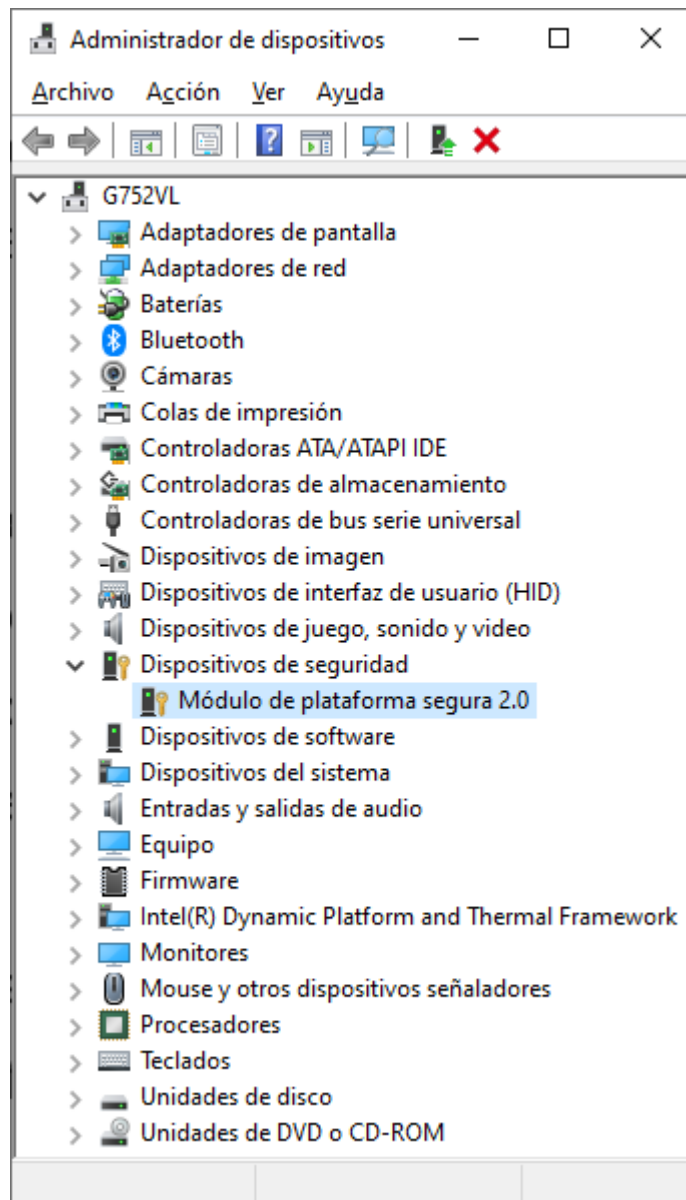 Administrador de dispositivos
Archivo Acción Ver Ayuda
G752VL
Adaptadores de pantalla
Adaptadores de red
Baterías
Bluetooth
Cámaras
Colas de impresión
Controladoras ATA/ATAPI IDE
Controladoras de almacenamiento
Controladoras de bus serie universal
Dispositivos de imagen
Dispositivos de interfaz de usuario (HID)
Dispositivos de juego, sonido y video
Dispositivos de seguridad
Módulo de plataforma segura 2.0
Dispositivos de software
Dispositivos del sistema
Entradas y salidas de audio
Equipo
Firmware
Intel(R) Dynamic Platform and Thermal Framework
Monitores
Mouse y otros dispositivos señaladores
Procesadores
Teclados
Unidades de disco
Unidades de DVD o CD-ROM